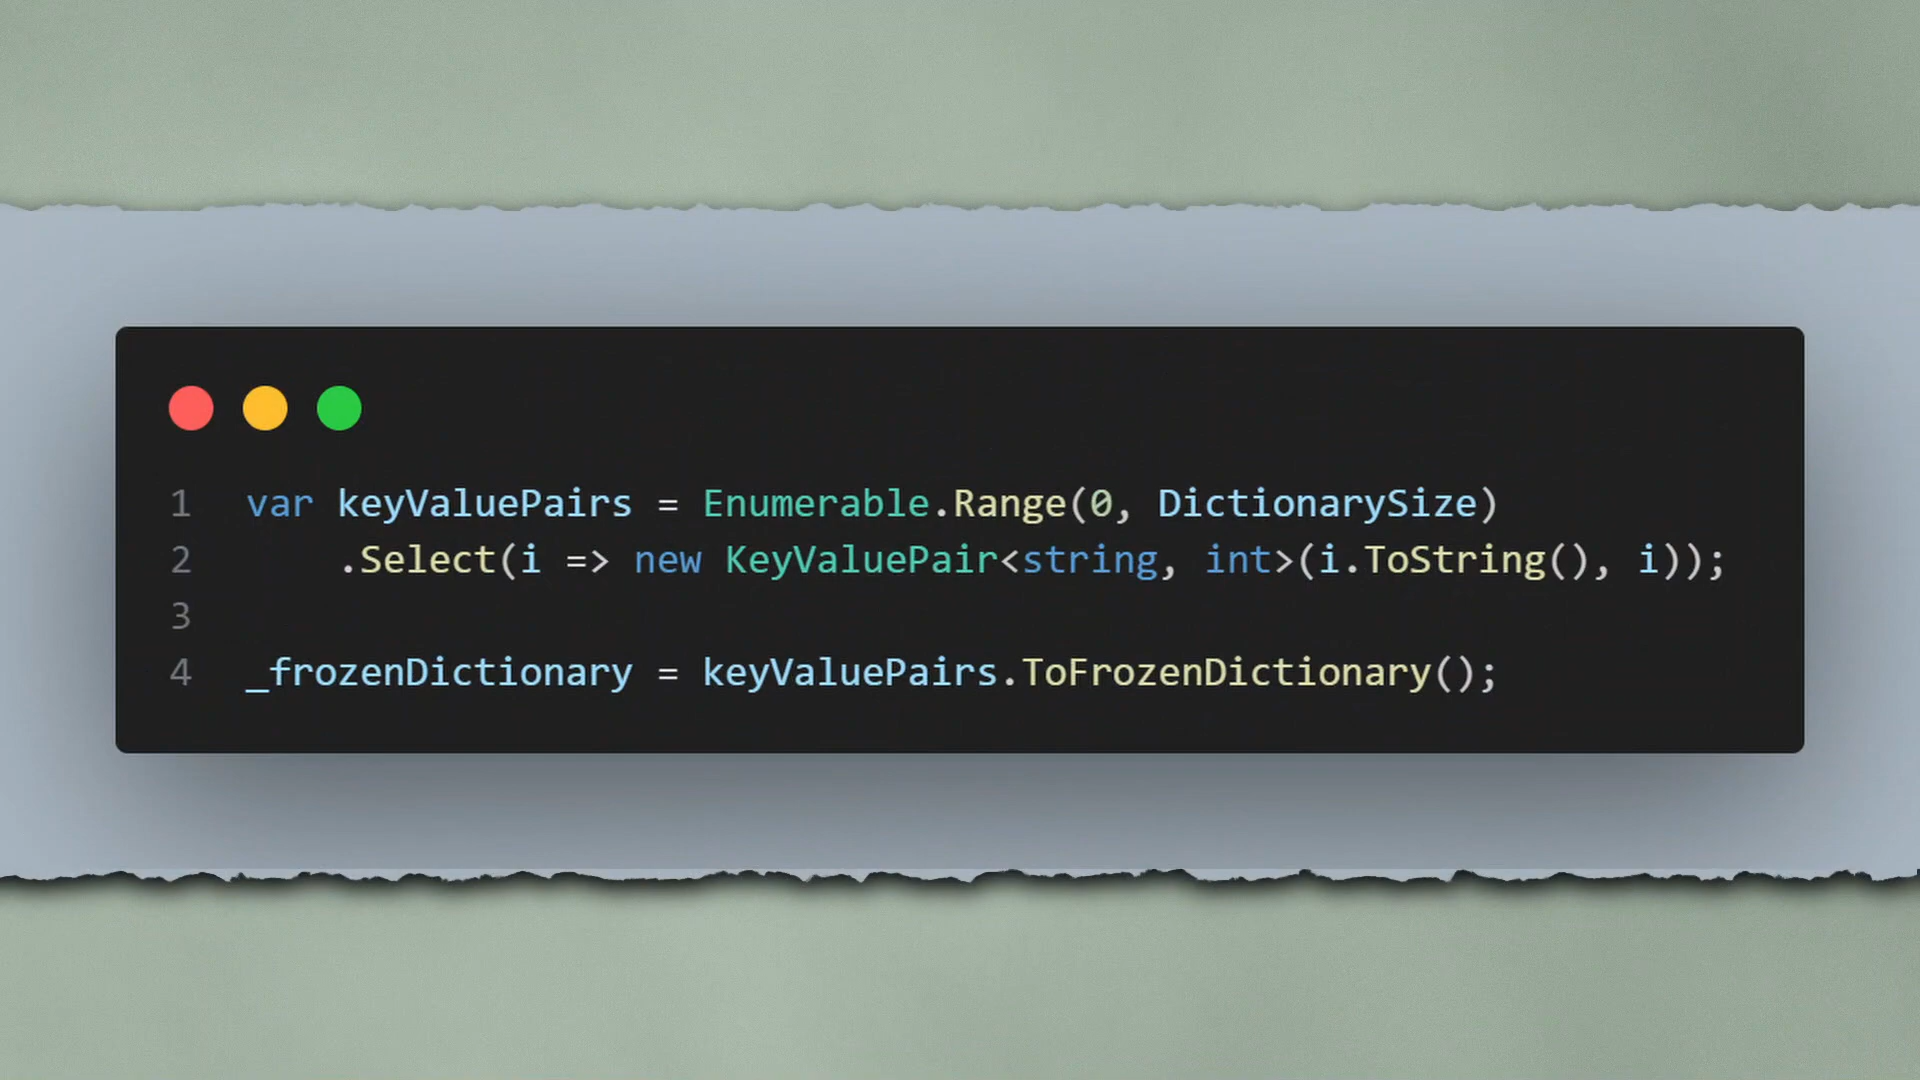 1 var keyValuePairs = Enumerable.Range(0, DictionarySize)
2 .Select(i => new KeyValuePair<string, int>(i.ToString(), i));
3
4 _frozenDictionary = keyValuePairs.ToFrozenDictionary();